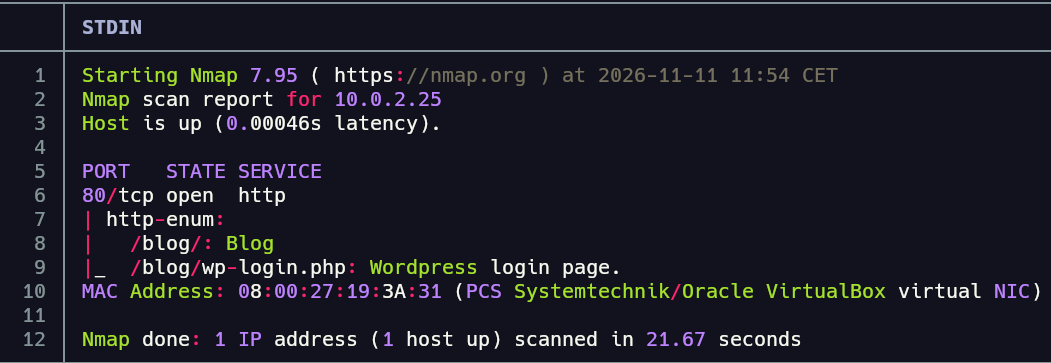 STDIN
1 Starting Nmap 7.95 ( https://nmap.org ) at 2026-11-11 11:54 CET
2 Nmap scan report for 10.0.2.25
3 Host is up (0.00046s latency).
4
5 PORT   STATE SERVICE
6 80/tcp open  http
7 | http-enum:
8 |   /blog/: Blog
9 |_  /blog/wp-login.php: Wordpress login page.
10 MAC Address: 08:00:27:19:3A:31 (PCS Systemtechnik/Oracle VirtualBox virtual NIC)
11
12 Nmap done: 1 IP address (1 host up) scanned in 21.67 seconds